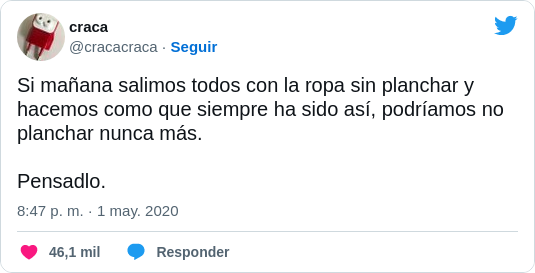 craca
@cracacraca · Seguir
Si mañana salimos todos con la ropa sin planchar y
hacemos como que siempre ha sido así, podríamos no
planchar nunca más.
Pensadlo.
8:47 p. m. · 1 may. 2020
46,1 mil Responder